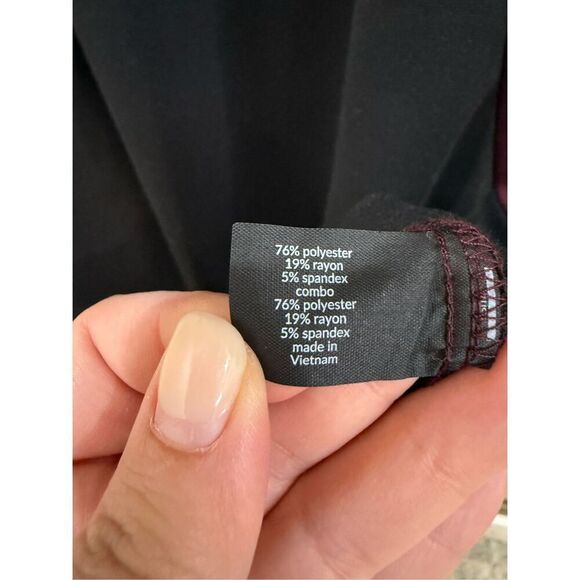 76% polyester
19% rayon
5% spandex
combo
76% polyester
19% rayon
5% spandex
made in
Vietnam